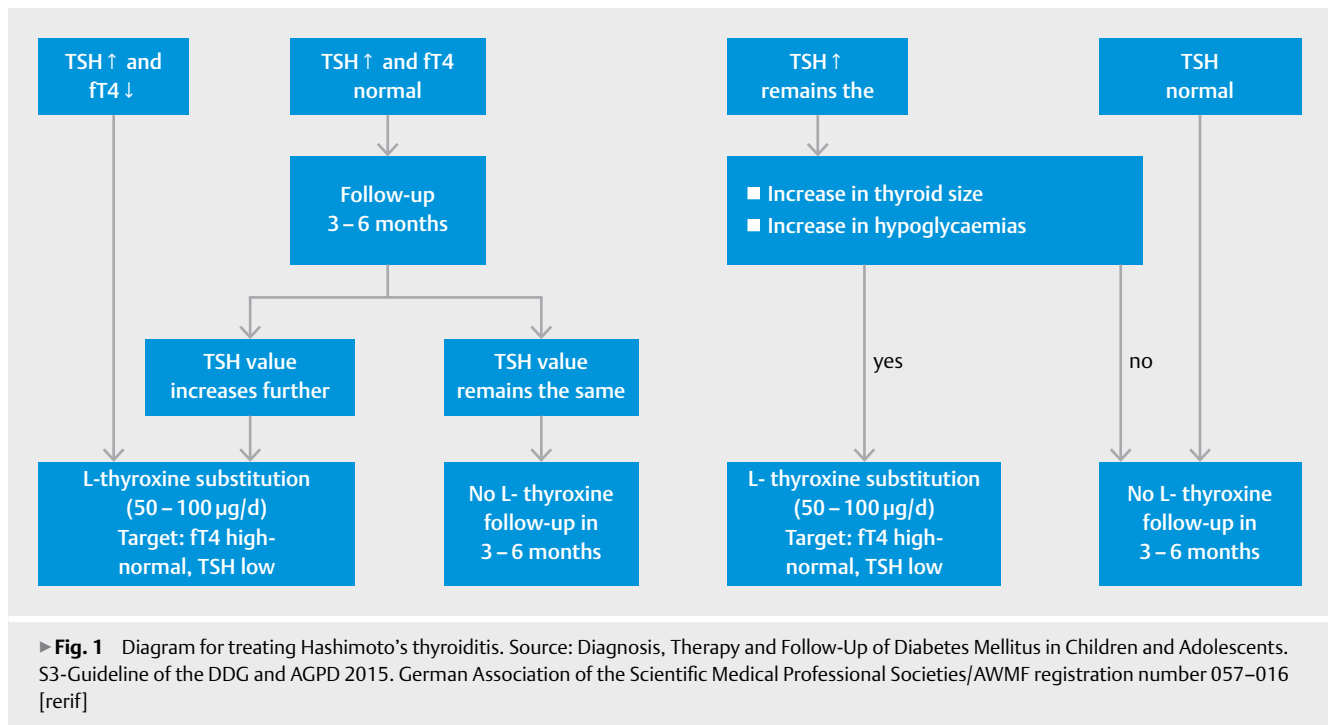 TSH ↑ and
fT4 ↓
TSH ↑ and fT4
normal
TSH ↑
remains the
TSH
normal
Follow-up
3 – 6 months
■ Increase in thyroid size
■ Increase in hypoglycaemias
TSH value
increases further
TSH value
remains the same
yes
no
L-thyroxine substitution
(50 – 100 µg/d)
Target: fT4 high-
normal, TSH low
No L- thyroxine
follow-up in
3 – 6 months
L- thyroxine substitution
(50 – 100 µg/d)
Target: fT4 high-
normal, TSH low
No L- thyroxine
follow-up in
3 – 6 months
▶Fig. 1 Diagram for treating Hashimoto’s thyroiditis. Source: Diagnosis, Therapy and Follow-Up of Diabetes Mellitus in Children and Adolescents.
S3-Guideline of the DDG and AGPD 2015. German Association of the Scientific Medical Professional Societies/AWMF registration number 057–016
[rerif]